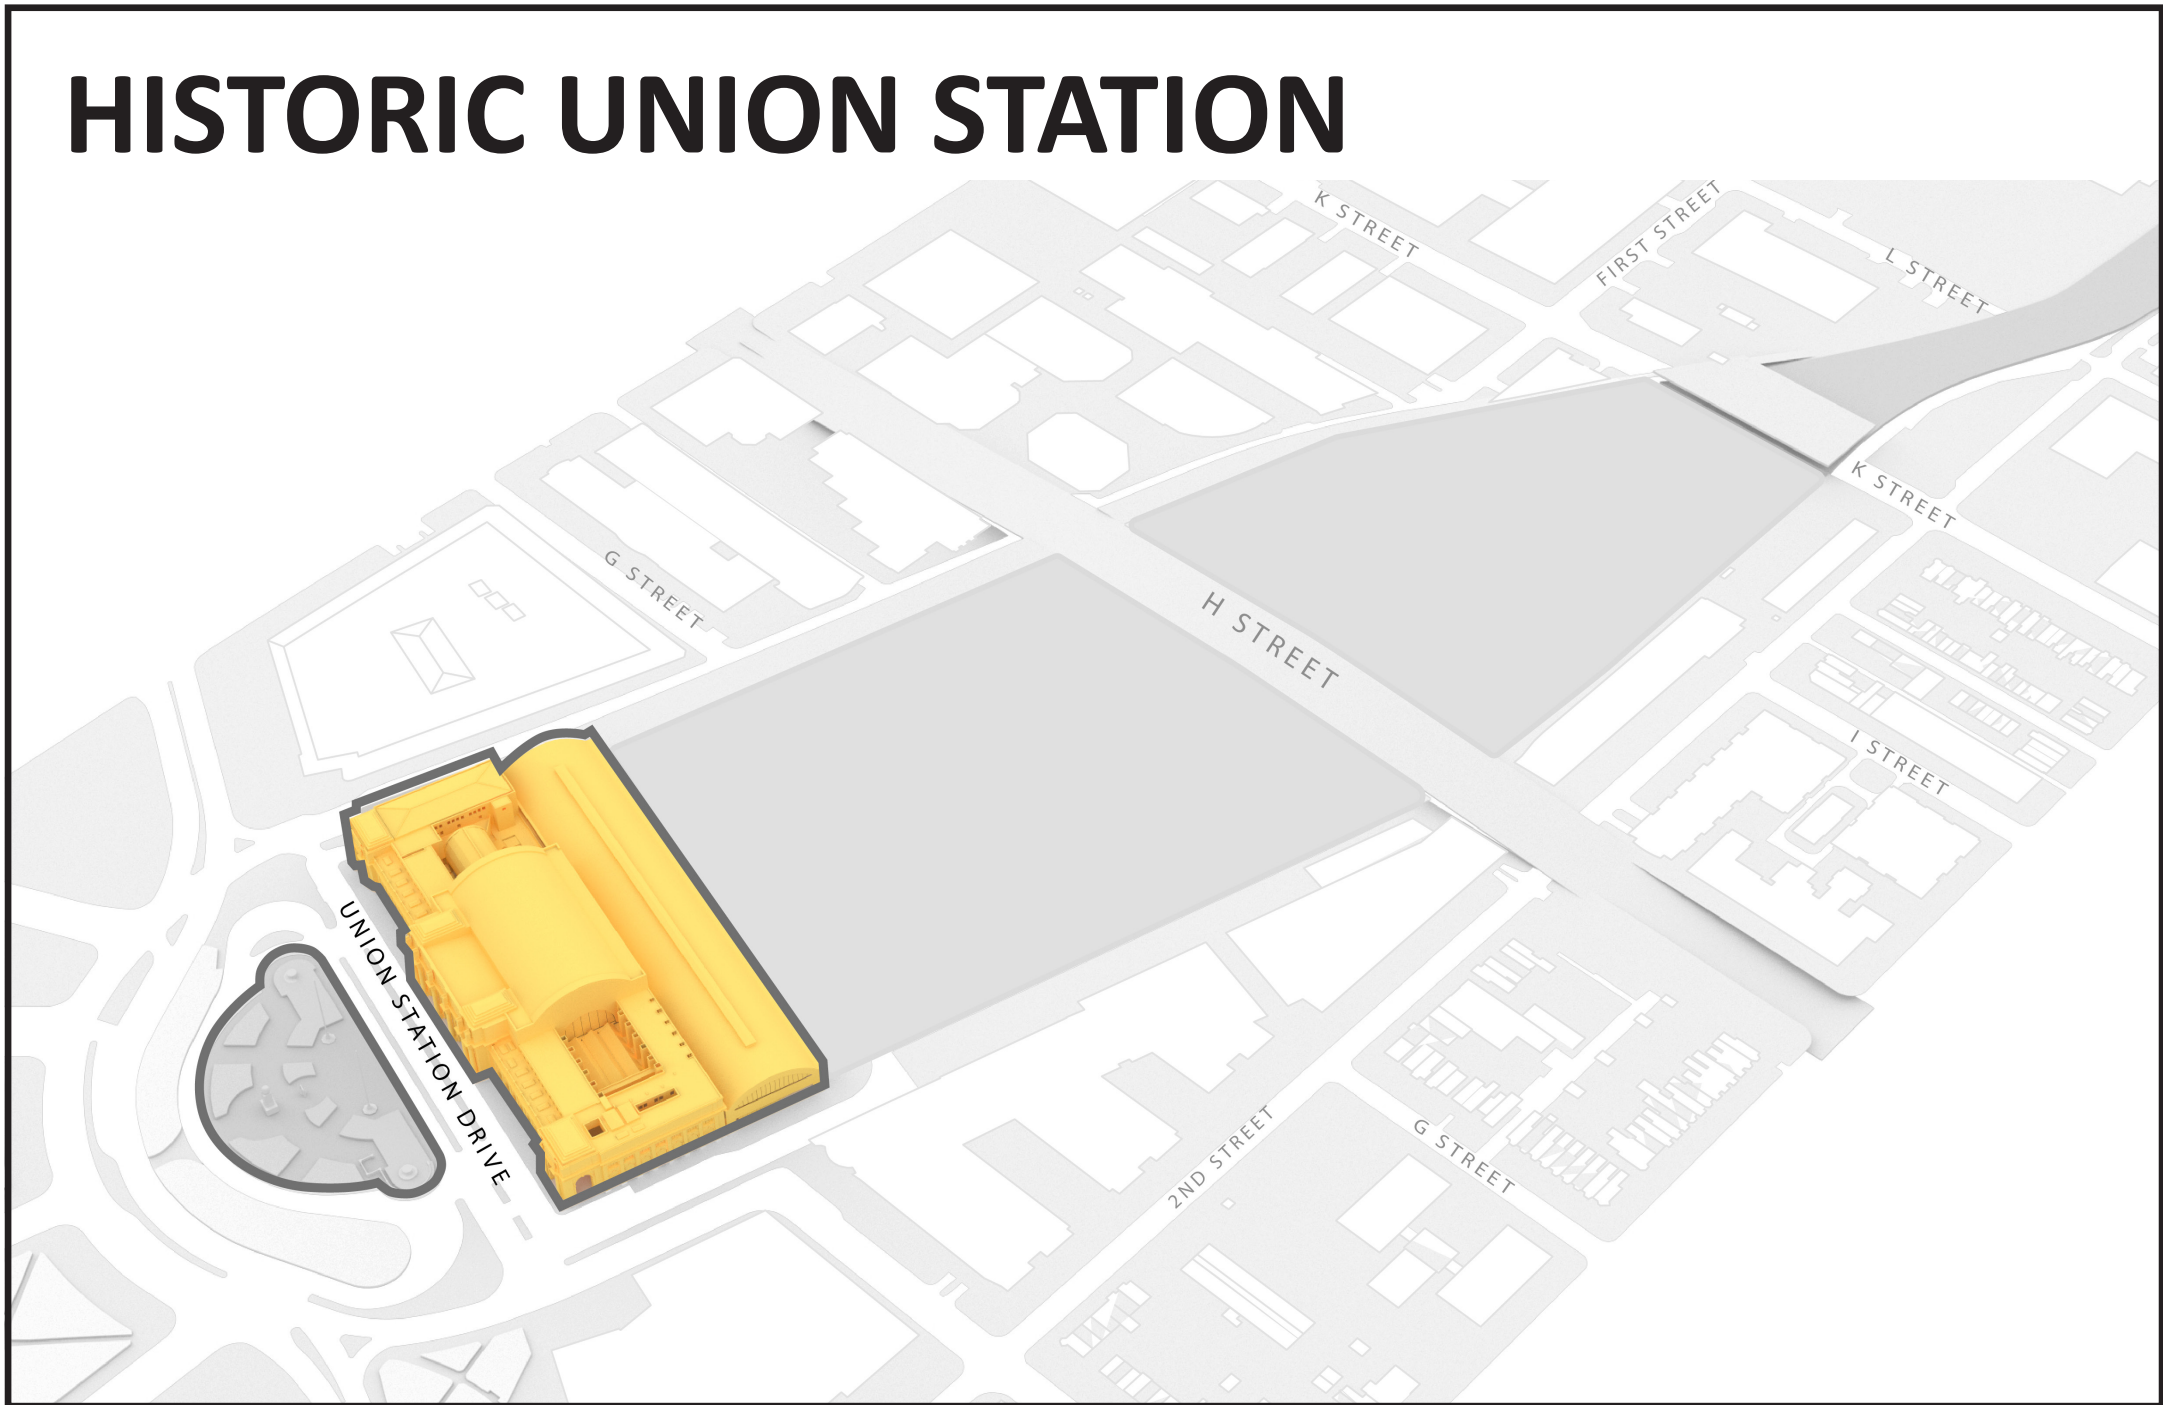 HISTORIC UNION STATION
K STREET
FIRST STREET
L STREET
K STREET
G STREET
H STREET
I STREET
UNION STATION DRIVE
2ND STREET
G STREET